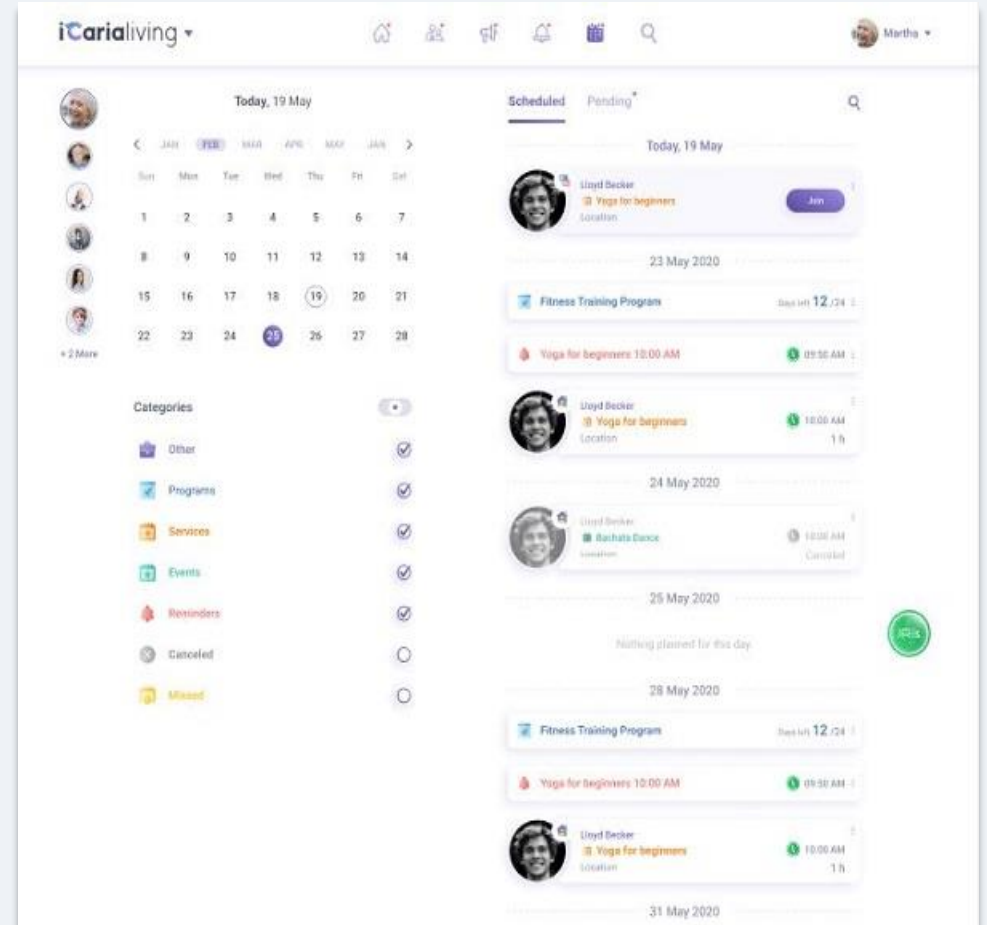 iCarialiving
Martha
Today, 19 May
JAN FEB MAR APR MAY JAN
Sun Mon Tue Wed Thu Fri Sat
1 2 3 4 5 6 7
8 9 10 11 12 13 14
15 16 17 18 19 20 21
22 23 24 25 26 27 28
+ 2 More
Categories
Other
Programs
Services
Events
Reminders
Canceled
Missed
Scheduled Pending
Today, 19 May
Lloyd Becker
Yoga for beginners
Location
Join
23 May 2020
Fitness Training Program
Days left 12 /24
Yoga for beginners 10:00 AM
09:50 AM
Lloyd Becker
Yoga for beginners
Location
10:00 AM
1 h
24 May 2020
Lloyd Becker
Bachata Dance
Location
10:00 AM
Canceled
25 May 2020
Nothing planned for this day
28 May 2020
Fitness Training Program
Days left 12 /24
Yoga for beginners 10:00 AM
09:50 AM
Lloyd Becker
Yoga for beginners
Location
10:00 AM
1 h
31 May 2020